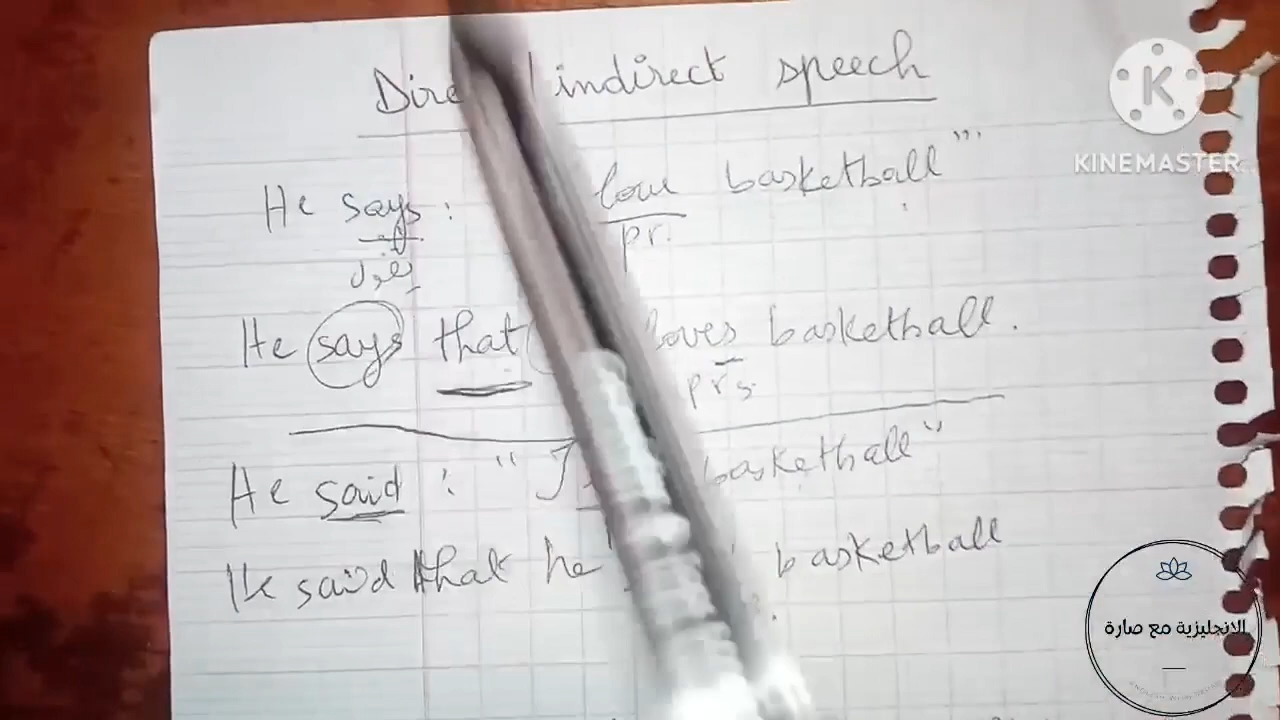 indirect speech
KINEMASTER
He says : love basketball"
يقول
pr.
He says that loves basketball.
prs.
He said : " I basketball"
He said that he basketball
الانجليزية مع صارة